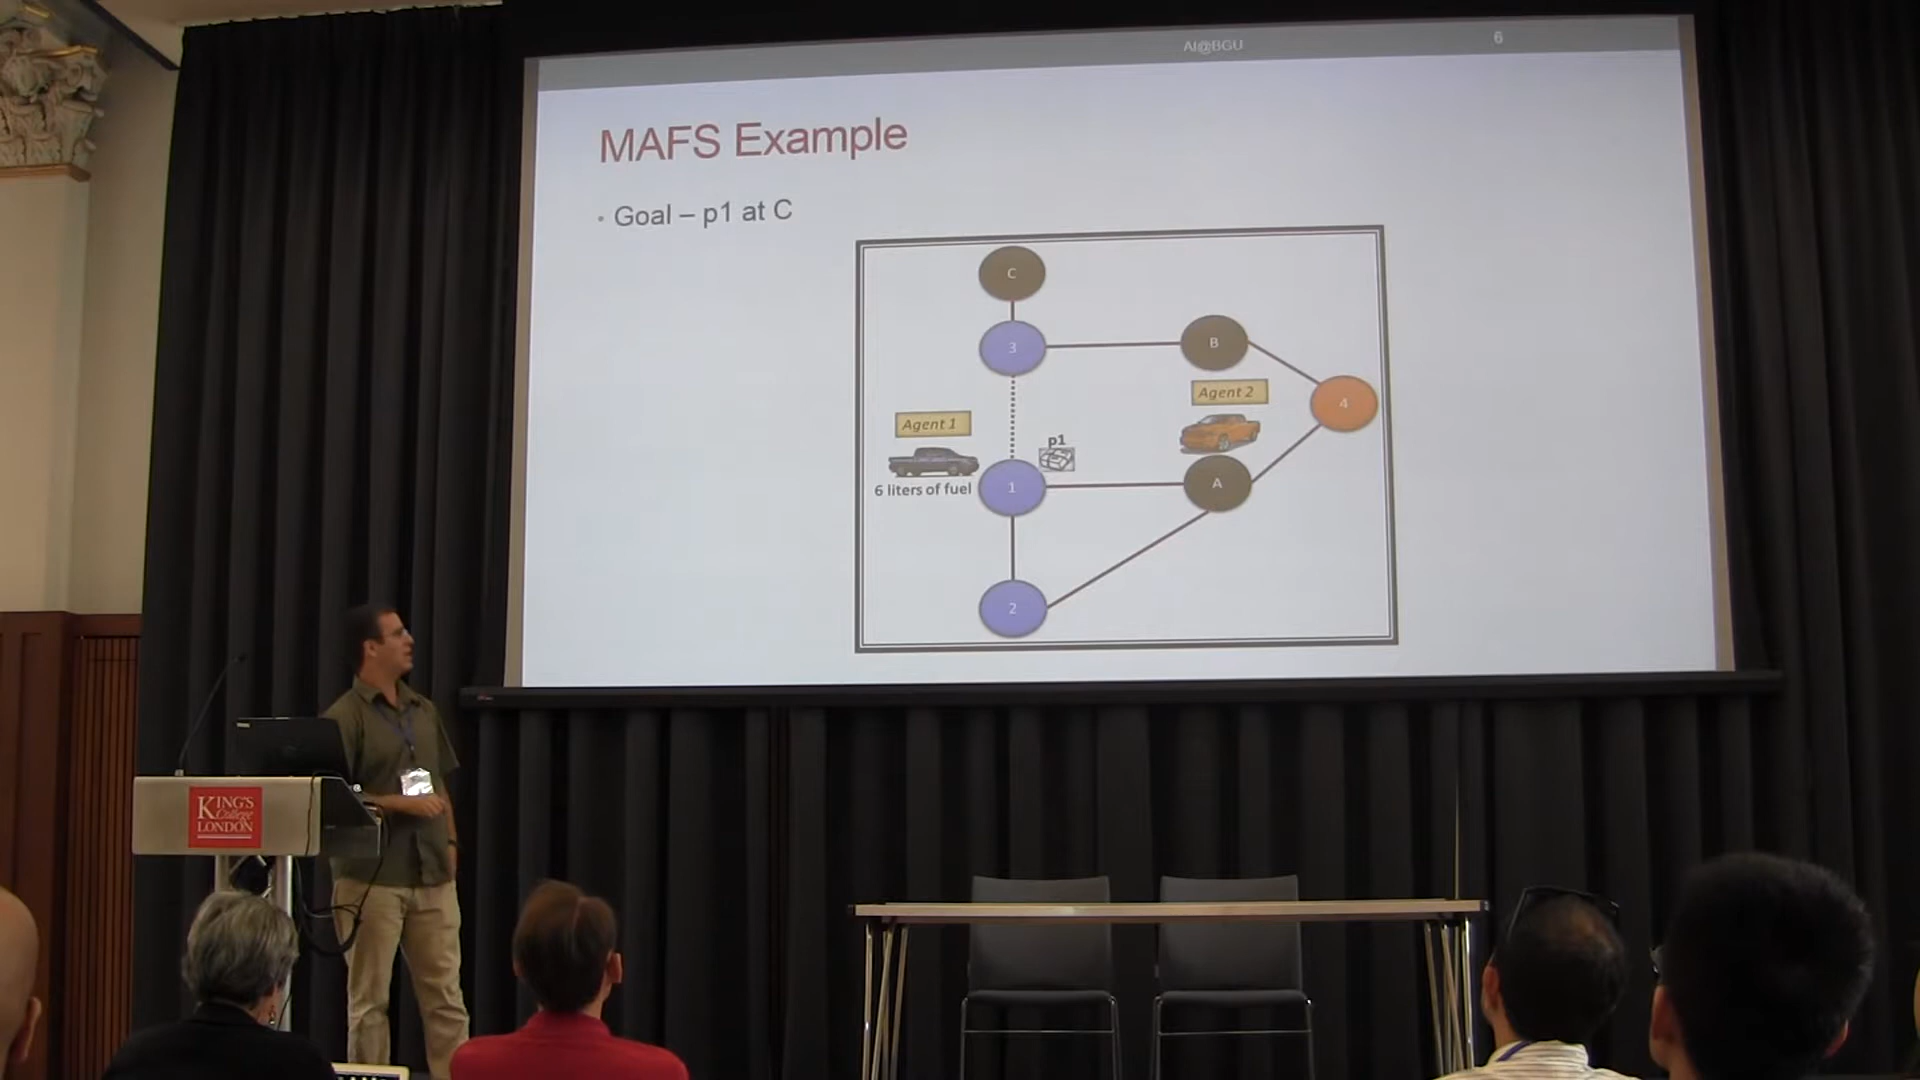 AI@BGU
6
MAFS Example
• Goal – p1 at C
C
3
B
Agent 2
4
Agent 1
p1
6 liters of fuel
1
A
2
KING'S
College
LONDON